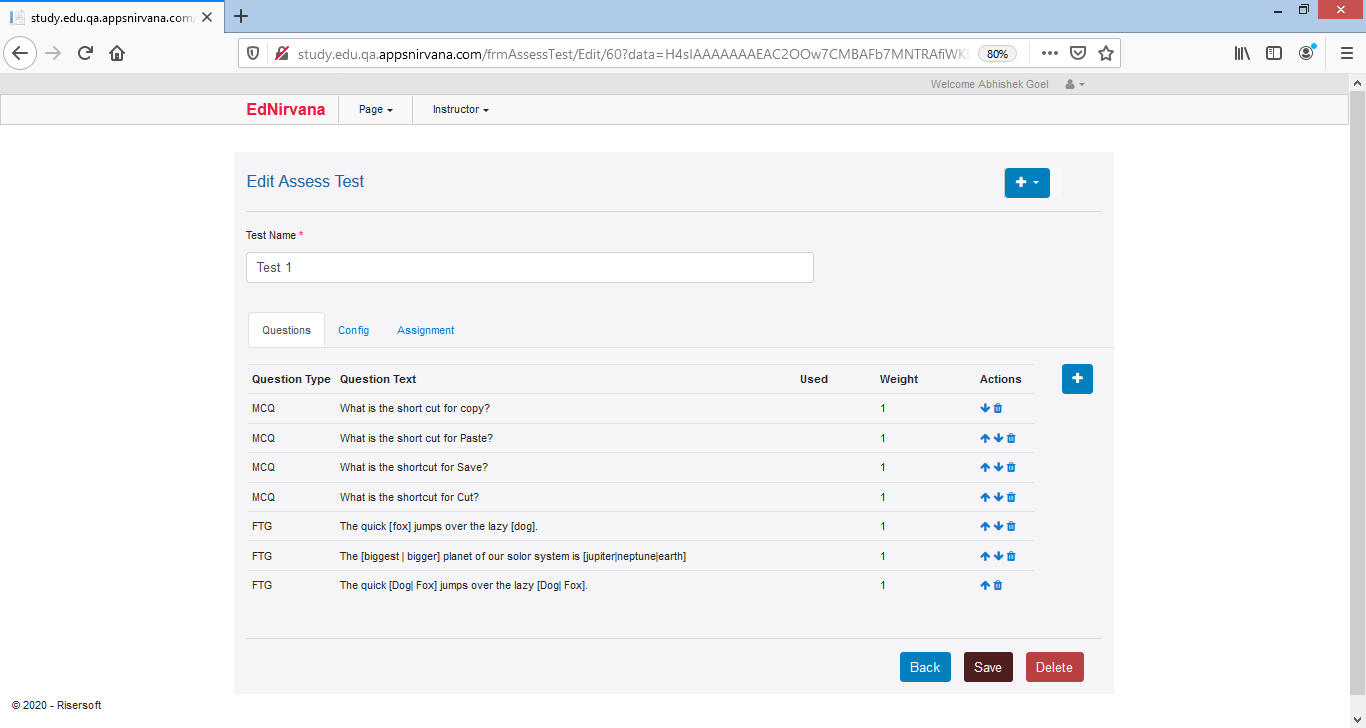 study.edu.qa.appsnirvana.com
study.edu.qa.appsnirvana.com/frmAssessTest/Edit/60?data=H4sIAAAAAAAEAC2OOw7CMBAFb7MNTRAfiWKI
80%
Welcome Abhishek Goel
EdNirvana
Page
Instructor
Edit Assess Test
Test Name *
Test 1
Questions Config Assignment
Question Type Question Text Used Weight Actions
MCQ What is the short cut for copy? 1
MCQ What is the short cut for Paste? 1
MCQ What is the shortcut for Save? 1
MCQ What is the shortcut for Cut? 1
FTG The quick [fox] jumps over the lazy [dog]. 1
FTG The [biggest | bigger] planet of our solor system is [jupiter|neptune|earth] 1
FTG The quick [Dog| Fox] jumps over the lazy [Dog| Fox]. 1
Back Save Delete
© 2020 - Risersoft